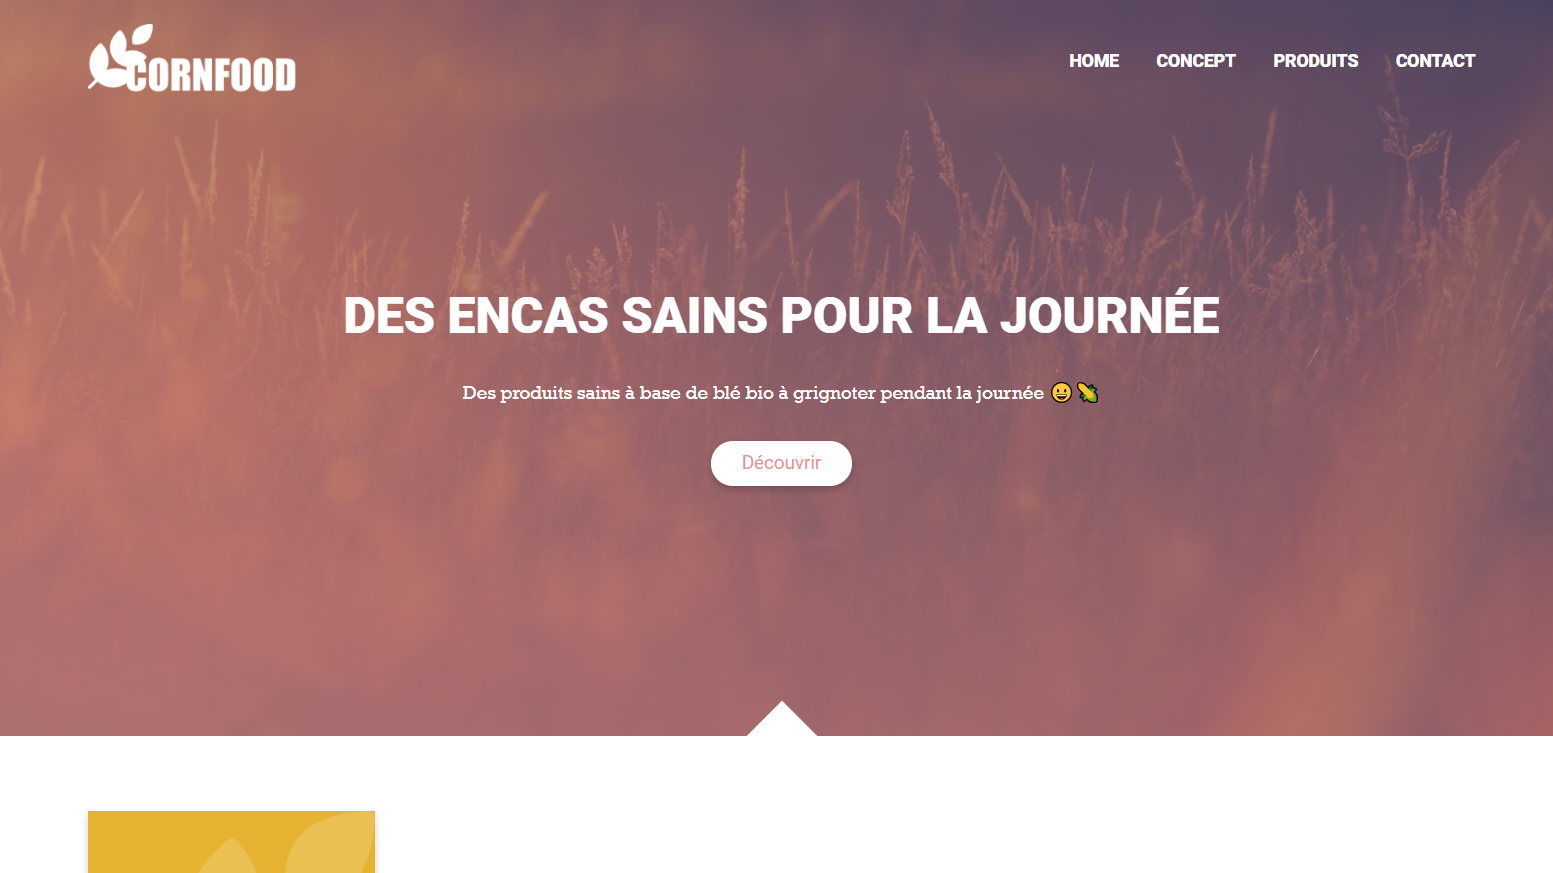 CORNFOOD
HOME CONCEPT PRODUITS CONTACT
DES ENCAS SAINS POUR LA JOURNÉE
Des produits sains à base de blé bio à grignoter pendant la journée 😀🌽
Découvrir